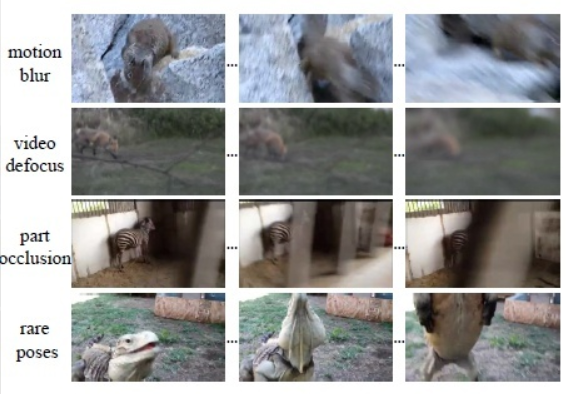 motion
blur
...
...
video
defocus
...
...
part
occlusion
...
...
rare
poses
...
...